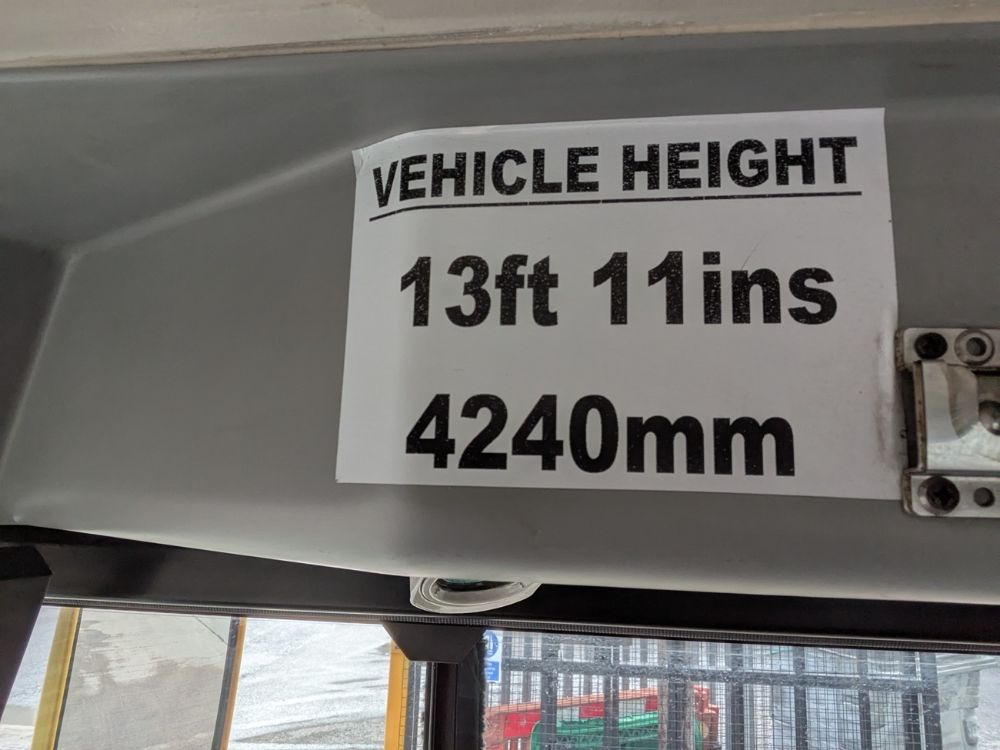 VEHICLE HEIGHT
13ft 11ins
4240mm